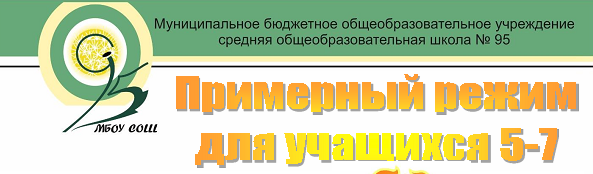 Муниципальное бюджетное общеобразовательное учреждение
средняя общеобразовательная школа № 95
МБОУ СОШ
Примерный режим
для учащихся 5-7